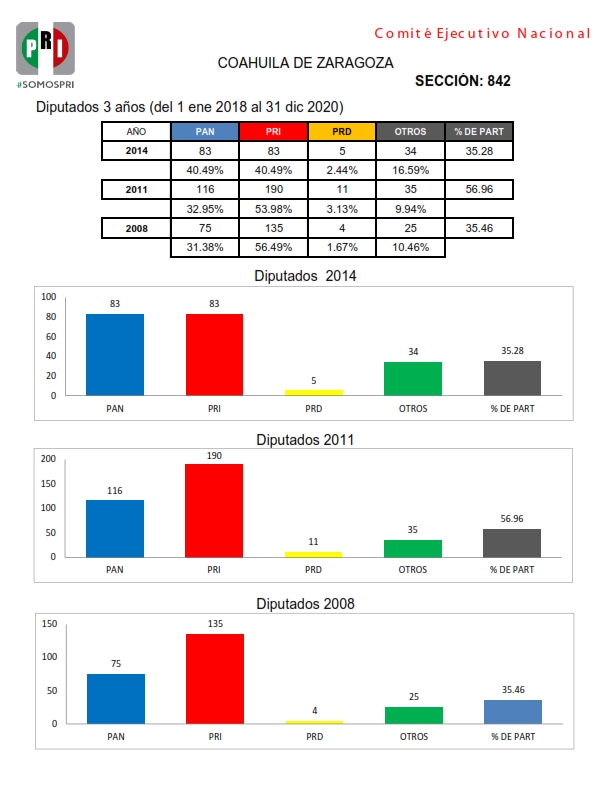 Comité Ejecutivo Nacional
PRI
#SOMOSPRI
COAHUILA DE ZARAGOZA
SECCIÓN: 842
Diputados 3 años (del 1 ene 2018 al 31 dic 2020)
AÑO PAN PRI PRD OTROS % DE PART
2014 83 83 5 34 35.28
40.49% 40.49% 2.44% 16.59%
2011 116 190 11 35 56.96
32.95% 53.98% 3.13% 9.94%
2008 75 135 4 25 35.46
31.38% 56.49% 1.67% 10.46%
Diputados 2014
100
80
60
40
20
0
83 83 5 34 35.28
PAN PRI PRD OTROS % DE PART
Diputados 2011
200
150
100
50
0
116 190 11 35 56.96
PAN PRI PRD OTROS % DE PART
Diputados 2008
150
100
50
0
75 135 4 25 35.46
PAN PRI PRD OTROS % DE PART